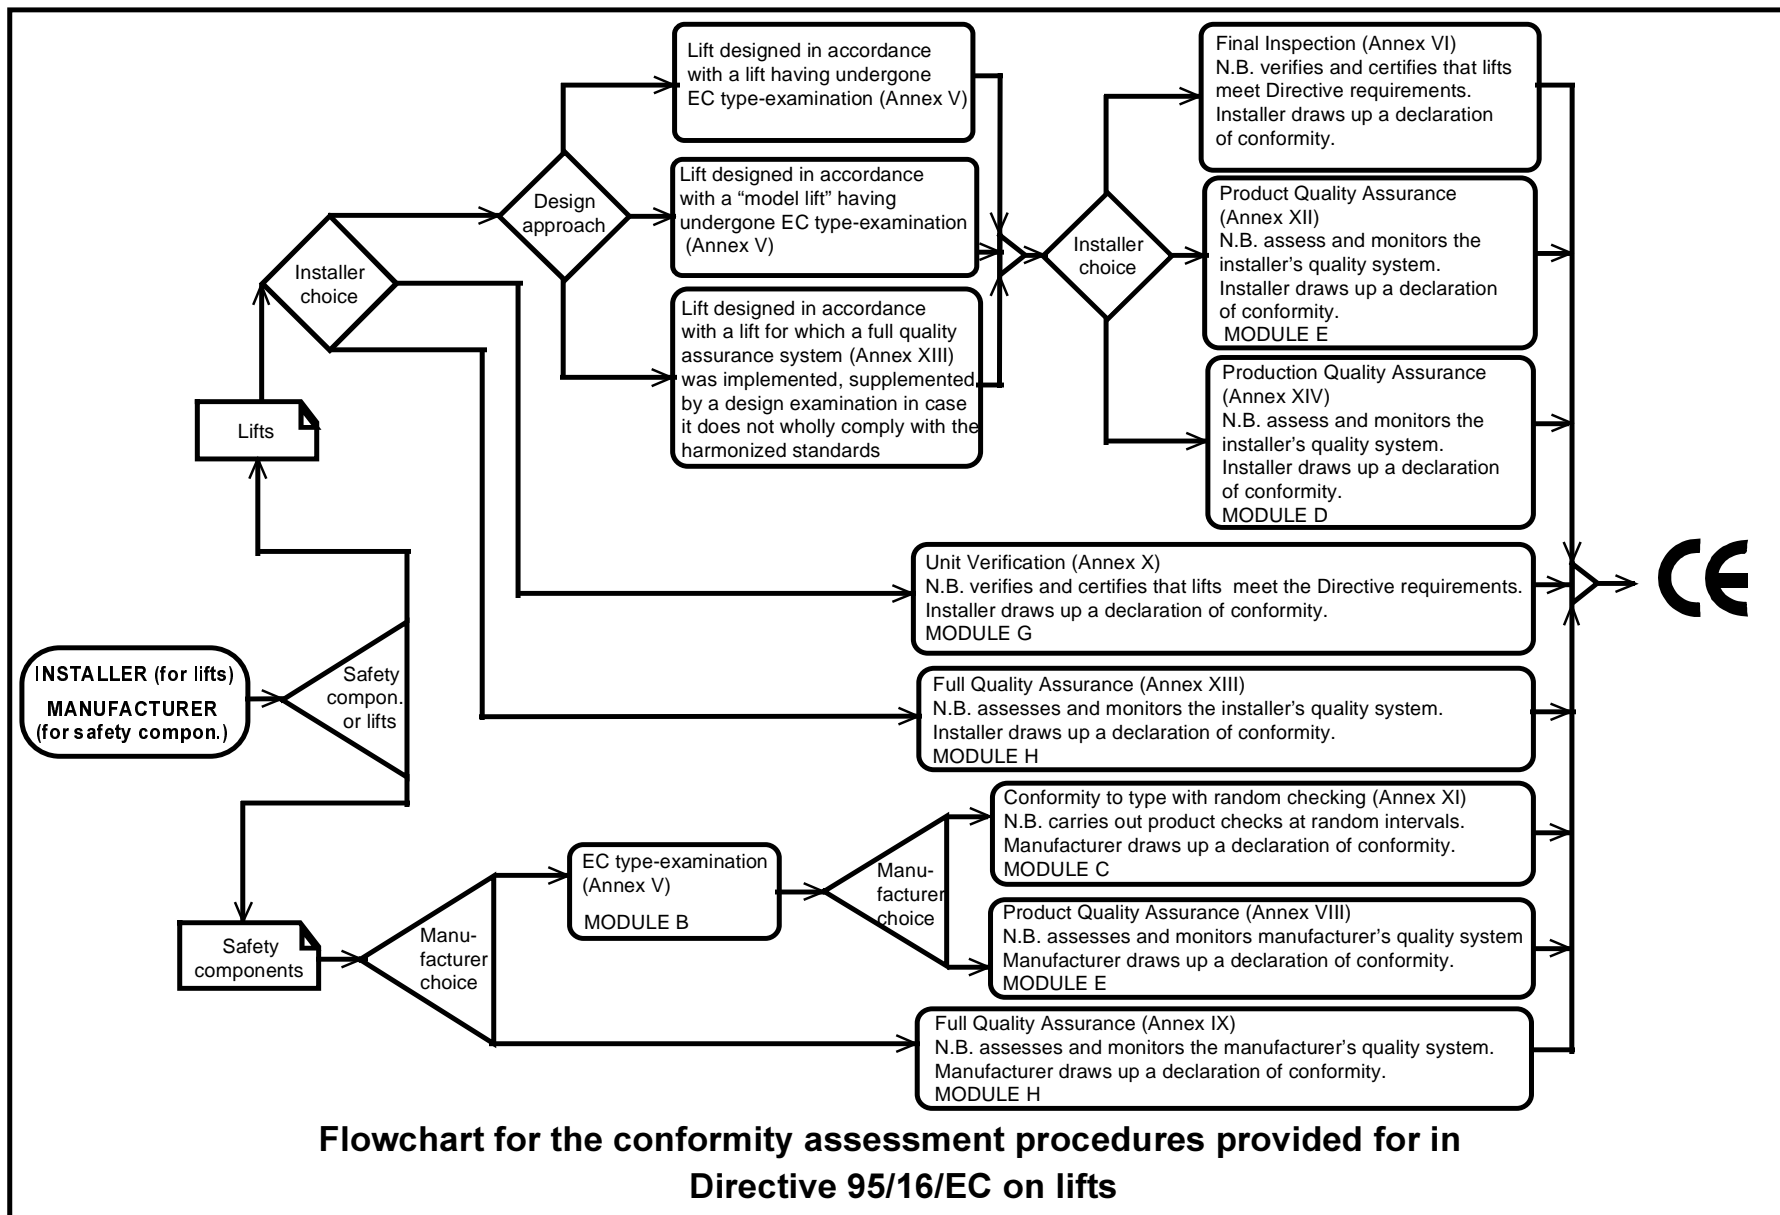 Lift designed in accordance
with a lift having undergone
EC type-examination (Annex V)
Lift designed in accordance
with a “model lift” having
undergone EC type-examination
(Annex V)
Lift designed in accordance
with a lift for which a full quality
assurance system (Annex XIII)
was implemented, supplemented
by a design examination in case
it does not wholly comply with the
harmonized standards
Design
approach
Installer
choice
Lifts
Installer
choice
Final Inspection (Annex VI)
N.B. verifies and certifies that lifts
meet Directive requirements.
Installer draws up a declaration
of conformity.
Product Quality Assurance
(Annex XII)
N.B. assess and monitors the
installer’s quality system.
Installer draws up a declaration
of conformity.
MODULE E
Production Quality Assurance
(Annex XIV)
N.B. assess and monitors the
installer’s quality system.
Installer draws up a declaration
of conformity.
MODULE D
Unit Verification (Annex X)
N.B. verifies and certifies that lifts meet the Directive requirements.
Installer draws up a declaration of conformity.
MODULE G
CE
INSTALLER (for lifts)
MANUFACTURER
(for safety compon.)
Safety
compon.
or lifts
Full Quality Assurance (Annex XIII)
N.B. assesses and monitors the installer’s quality system.
Installer draws up a declaration of conformity.
MODULE H
Conformity to type with random checking (Annex XI)
N.B. carries out product checks at random intervals.
Manufacturer draws up a declaration of conformity.
MODULE C
EC type-examination
(Annex V)
MODULE B
Manu-
facturer
choice
Product Quality Assurance (Annex VIII)
N.B. assesses and monitors manufacturer’s quality system
Manufacturer draws up a declaration of conformity.
MODULE E
Safety
components
Manu-
facturer
choice
Full Quality Assurance (Annex IX)
N.B. assesses and monitors the manufacturer’s quality system.
Manufacturer draws up a declaration of conformity.
MODULE H
Flowchart for the conformity assessment procedures provided for in
Directive 95/16/EC on lifts